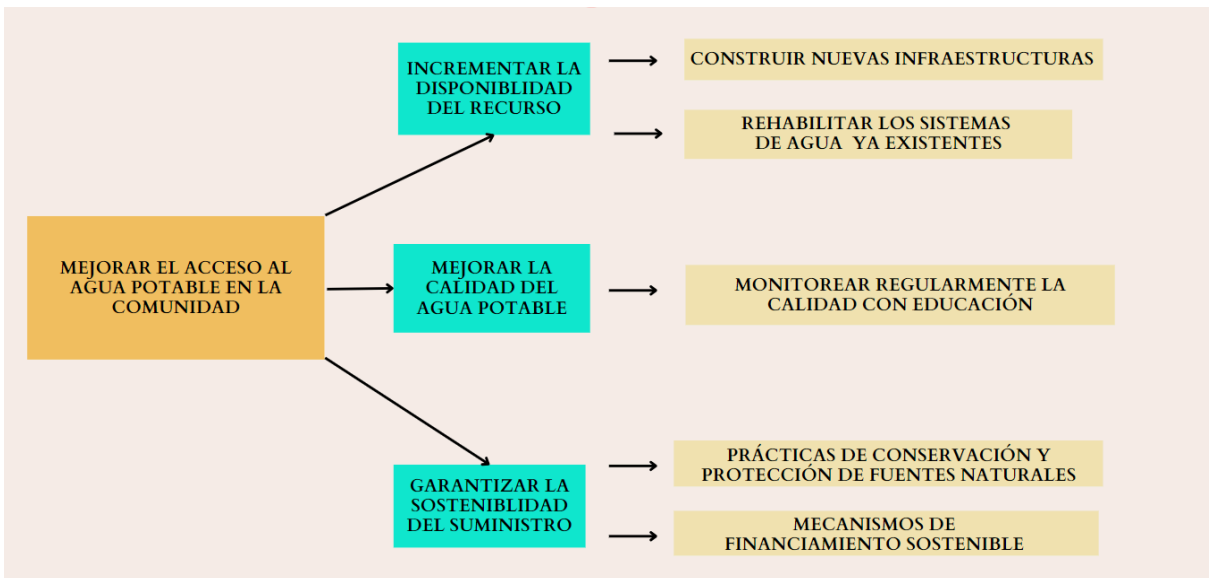 INCREMENTAR LA
DISPONIBLIDAD
DEL RECURSO
CONSTRUIR NUEVAS INFRAESTRUCTURAS
REHABILITAR LOS SISTEMAS
DE AGUA YA EXISTENTES
MEJORAR EL ACCESO AL
AGUA POTABLE EN LA
COMUNIDAD
MEJORAR LA
CALIDAD DEL
AGUA POTABLE
MONITOREAR REGULARMENTE LA
CALIDAD CON EDUCACIÓN
GARANTIZAR LA
SOSTENIBLIDAD
DEL SUMINISTRO
PRÁCTICAS DE CONSERVACIÓN Y
PROTECCIÓN DE FUENTES NATURALES
MECANISMOS DE
FINANCIAMIENTO SOSTENIBLE